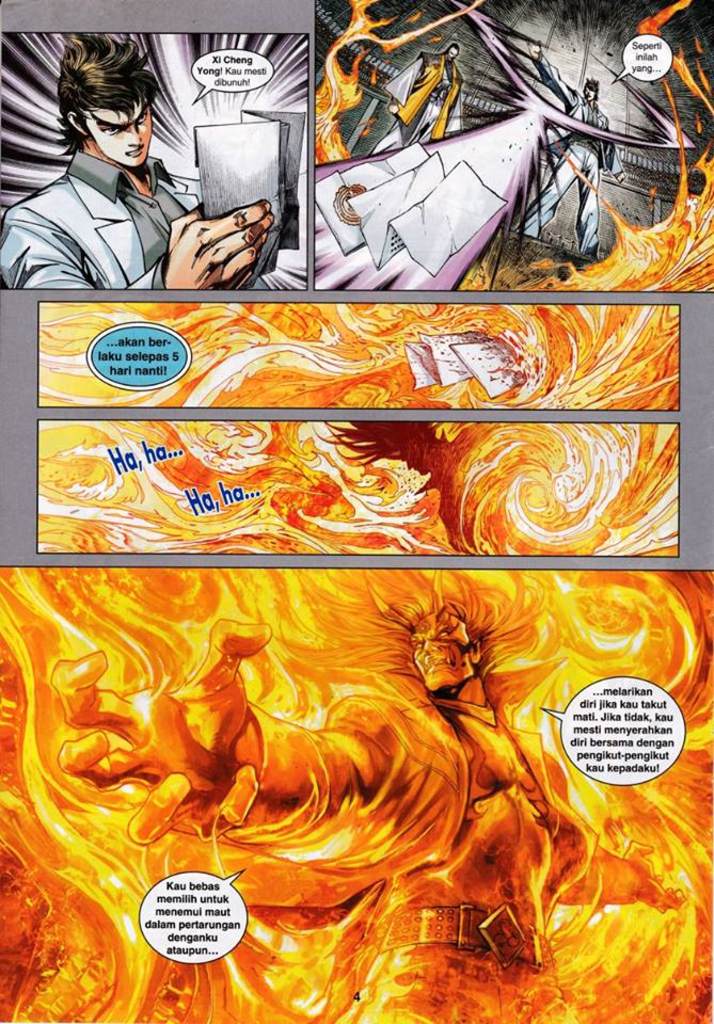 Xi Cheng
Yong! Kau mesti
dibunuh!
Seperti
inilah
yang...
...akan ber-
laku selepas 5
hari nanti!
Ha, ha...
Ha, ha...
Kau bebas
memilih untuk
menemui maut
dalam pertarungan
denganku
ataupun...
...melarikan
diri jika kau takut
mati. Jika tidak, kau
mesti menyerahkan
diri bersama dengan
pengikut-pengikut
kau kepadaku!
4